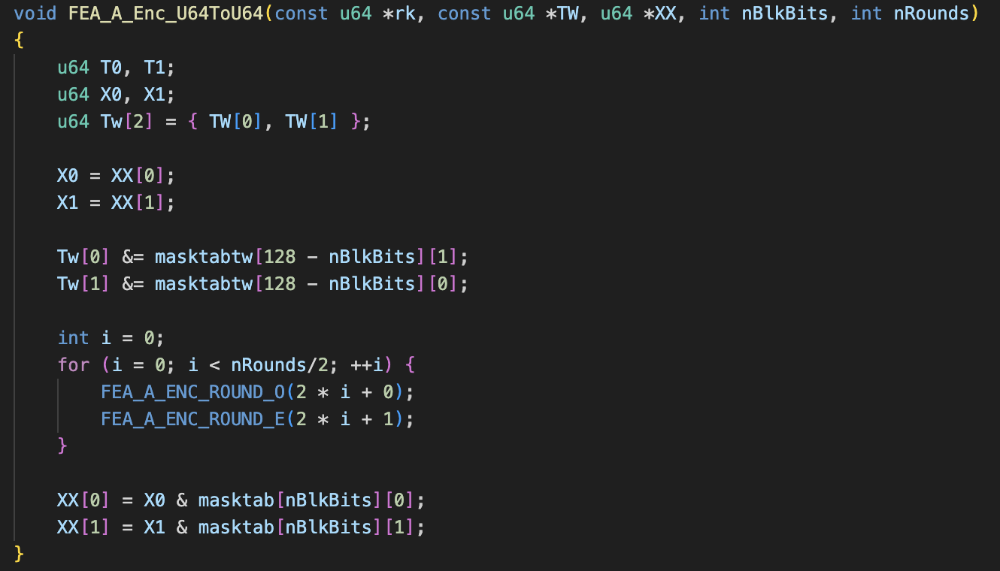 void FEA_A_Enc_U64ToU64(const u64 *rk, const u64 *TW, u64 *XX, int nBlkBits, int nRounds)
{
    u64 T0, T1;
    u64 X0, X1;
    u64 Tw[2] = { TW[0], TW[1] };

    X0 = XX[0];
    X1 = XX[1];

    Tw[0] &= masktabtw[128 - nBlkBits][1];
    Tw[1] &= masktabtw[128 - nBlkBits][0];

    int i = 0;
    for (i = 0; i < nRounds/2; ++i) {
        FEA_A_ENC_ROUND_O(2 * i + 0);
        FEA_A_ENC_ROUND_E(2 * i + 1);
    }

    XX[0] = X0 & masktab[nBlkBits][0];
    XX[1] = X1 & masktab[nBlkBits][1];
}